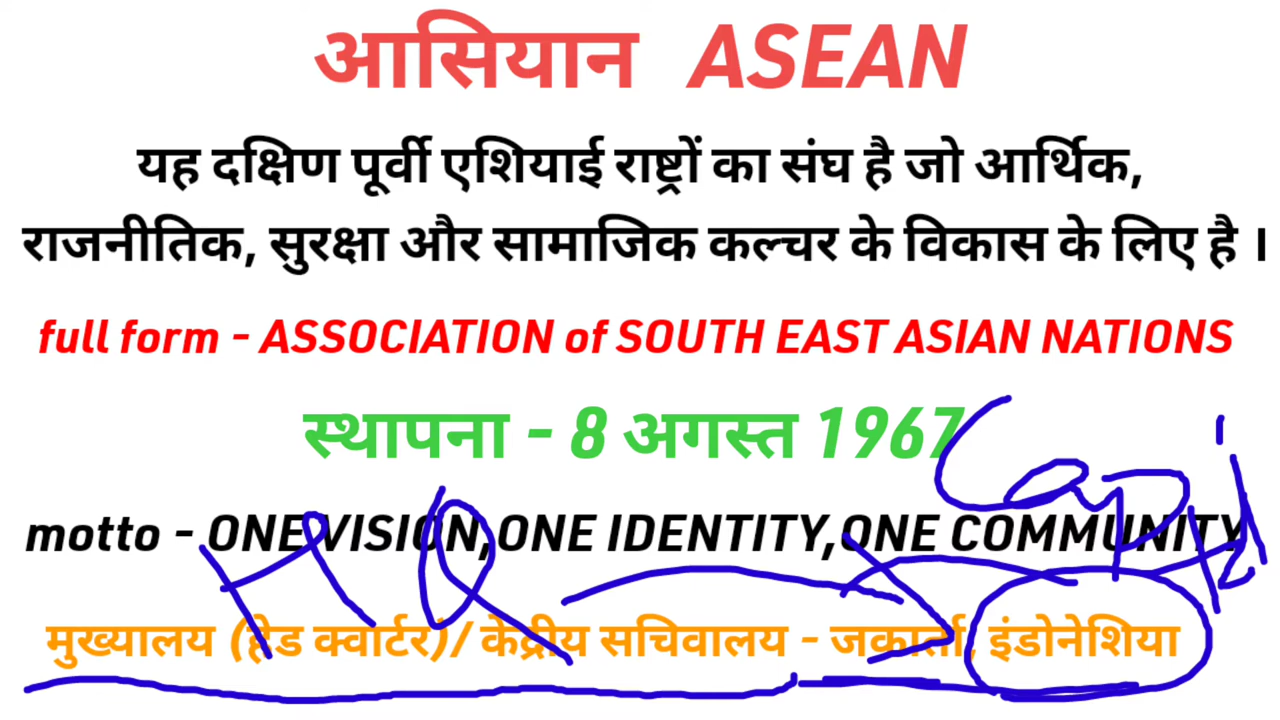 आसियान ASEAN
यह दक्षिण पूर्वी एशियाई राष्ट्रों का संघ है जो आर्थिक,
राजनीतिक, सुरक्षा और सामाजिक कल्चर के विकास के लिए है ।
full form - ASSOCIATION of SOUTH EAST ASIAN NATIONS
स्थापना - 8 अगस्त 1967
motto - ONE VISION,ONE IDENTITY,ONE COMMUNITY
HQ
मुख्यालय (हेड क्वार्टर)/ केंद्रीय सचिवालय - जकार्ता, इंडोनेशिया